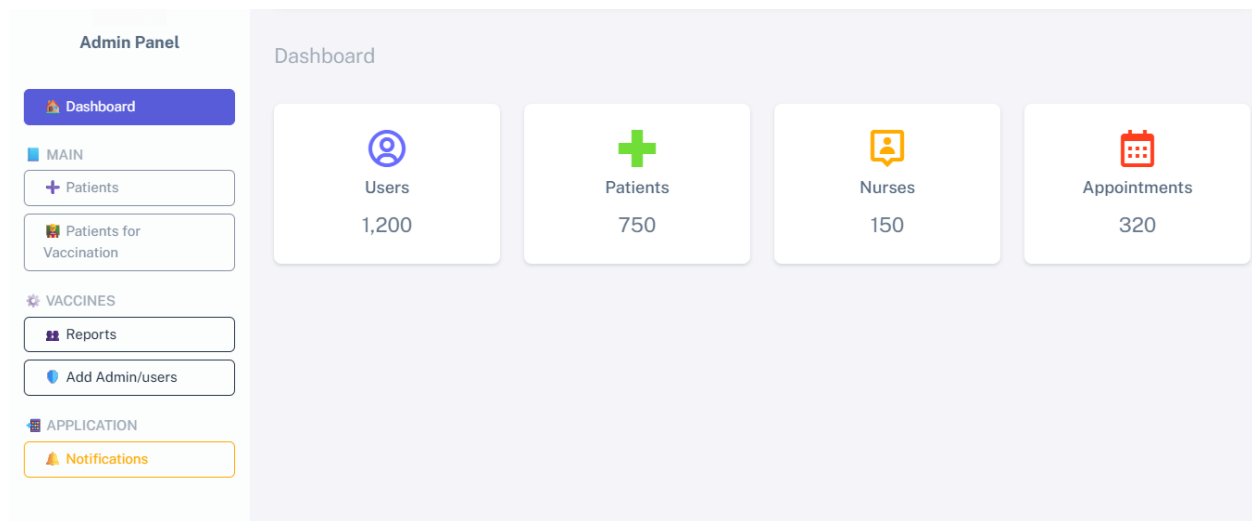 Admin Panel
Dashboard
MAIN
Patients
Patients for
Vaccination
VACCINES
Reports
Add Admin/users
APPLICATION
Notifications
Dashboard
Users
1,200
Patients
750
Nurses
150
Appointments
320